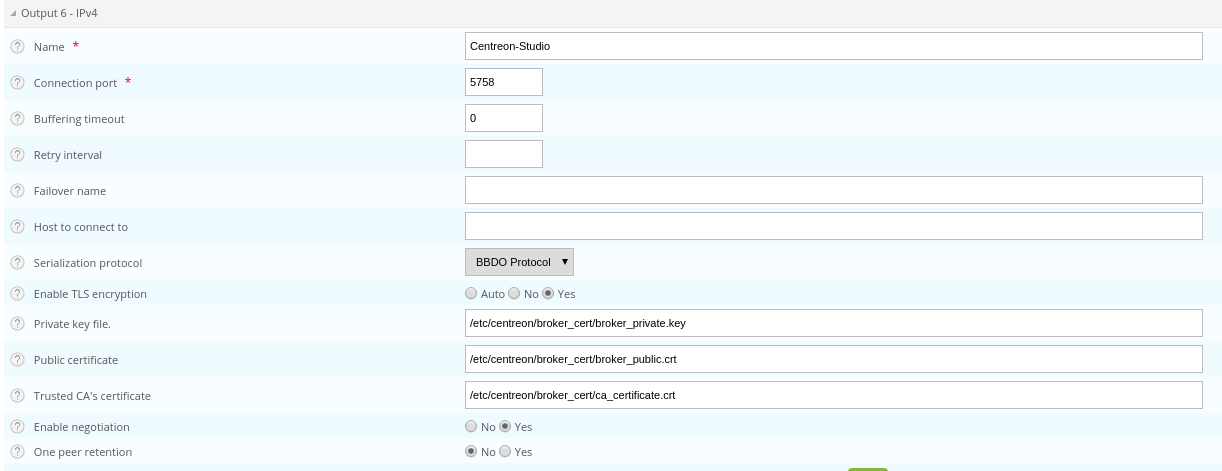 Output 6 - IPv4
Name * Centreon-Studio
Connection port * 5758
Buffering timeout 0
Retry interval
Failover name
Host to connect to
Serialization protocol BBDO Protocol
Enable TLS encryption Auto No Yes
Private key file. /etc/centreon/broker_cert/broker_private.key
Public certificate /etc/centreon/broker_cert/broker_public.crt
Trusted CA's certificate /etc/centreon/broker_cert/ca_certificate.crt
Enable negotiation No Yes
One peer retention No Yes